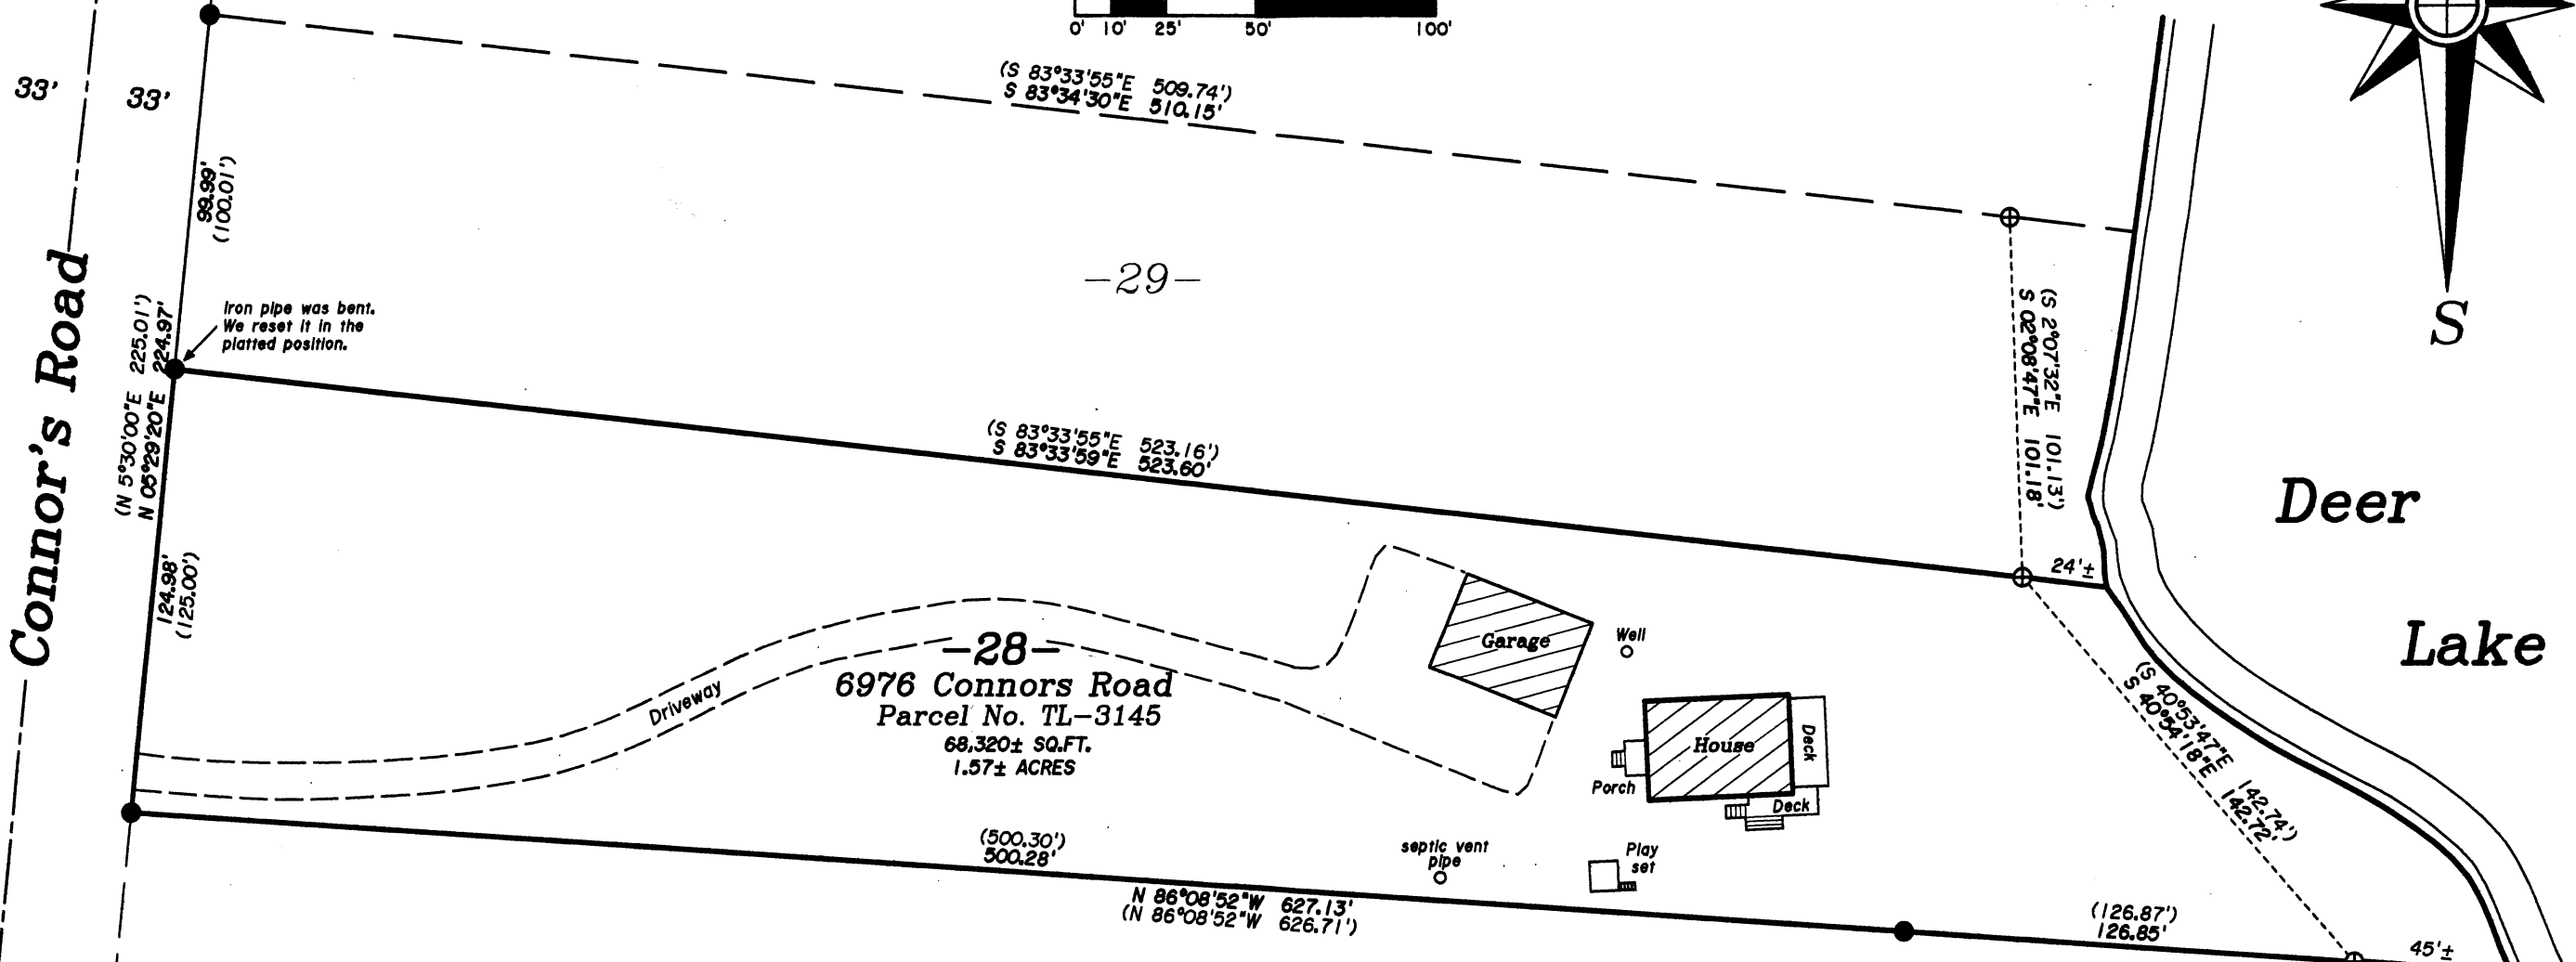 0' 10' 25' 50' 100'
33' 33'
(S 83°33'55"E 509.74')
S 83°34'30"E 510.15'
99.99'
(100.01')
-29-
S
Iron pipe was bent.
We reset it in the
platted position.
(N 5°30'00"E 225.01')
N 05°29'20"E 224.97'
Connor's Road
(S 2°07'32"E 101.13')
S 02°08'47"E 101.18'
(S 83°33'55"E 523.16')
S 83°33'59"E 523.60'
Deer
Lake
24'±
124.98'
(125.00')
Garage
Well
-28-
6976 Connors Road
Parcel No. TL-3145
68,320± SQ.FT.
1.57± ACRES
Driveway
House
Deck
Porch
Deck
(S 40°53'47"E 142.74')
S 40°54'18"E 142.72'
(500.30')
500.28'
septic vent
pipe
Play
set
N 86°08'52"W 627.13'
(N 86°08'52"W 626.71')
(126.87')
126.85'
45'±